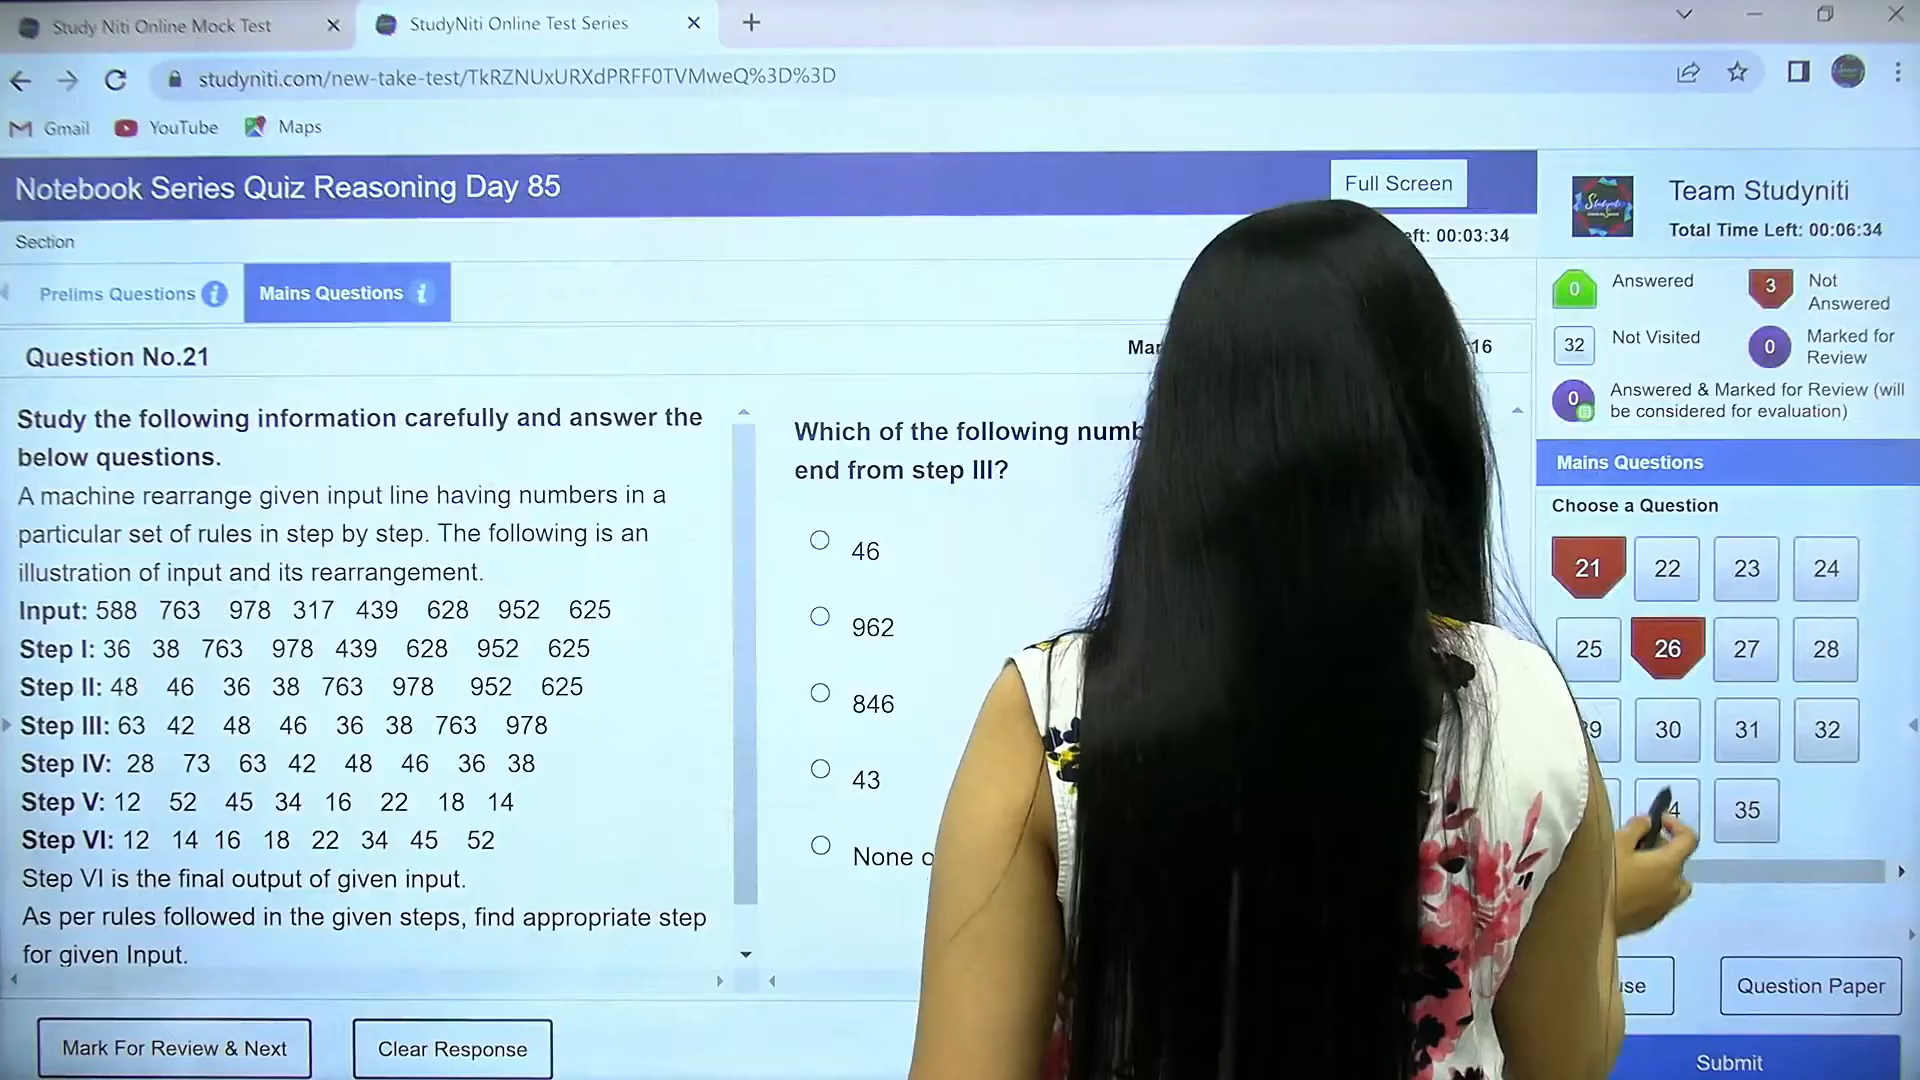 Study Niti Online Mock Test
StudyNiti Online Test Series
studyniti.com/new-take-test/TkRZNUxURXdPRFF0TVMweQ%3D%3D
Gmail
YouTube
Maps
Notebook Series Quiz Reasoning Day 85
Full Screen
Team Studyniti
Total Time Left: 00:06:34
Section
eft: 00:03:34
Prelims Questions
Mains Questions
0 Answered
3 Not Answered
32 Not Visited
0 Marked for Review
0 Answered & Marked for Review (will be considered for evaluation)
Question No.21
16
Study the following information carefully and answer the
below questions.
A machine rearrange given input line having numbers in a
particular set of rules in step by step. The following is an
illustration of input and its rearrangement.
Input: 588 763 978 317 439 628 952 625
Step I: 36 38 763 978 439 628 952 625
Step II: 48 46 36 38 763 978 952 625
Step III: 63 42 48 46 36 38 763 978
Step IV: 28 73 63 42 48 46 36 38
Step V: 12 52 45 34 16 22 18 14
Step VI: 12 14 16 18 22 34 45 52
Step VI is the final output of given input.
As per rules followed in the given steps, find appropriate step
for given Input.
Which of the following
end from step III?
46
962
846
43
None
Mains Questions
Choose a Question
21 22 23 24
25 26 27 28
30 31 32
35
Question Paper
Mark For Review & Next
Clear Response
Submit